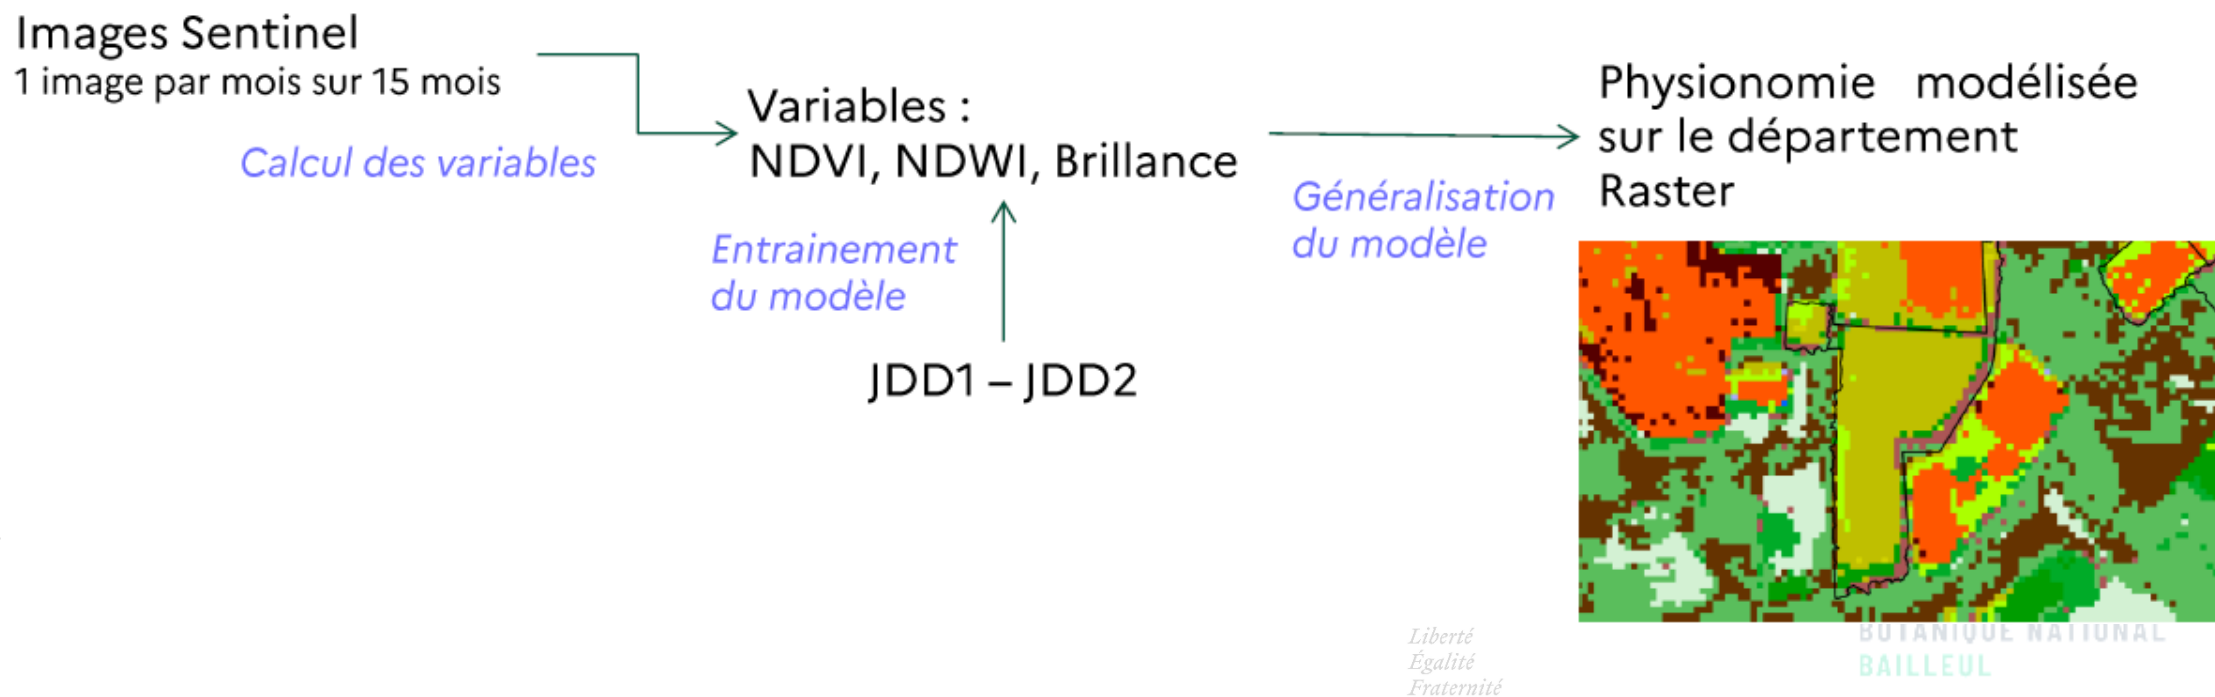 Images Sentinel
1 image par mois sur 15 mois
Calcul des variables
Variables :
NDVI, NDWI, Brillance
Entrainement
du modèle
JDD1 – JDD2
Généralisation
du modèle
Physionomie modélisée
sur le département
Raster
Liberté
Égalité
Fraternité
BOTANIQUE NATIONAL
BAILLEUL